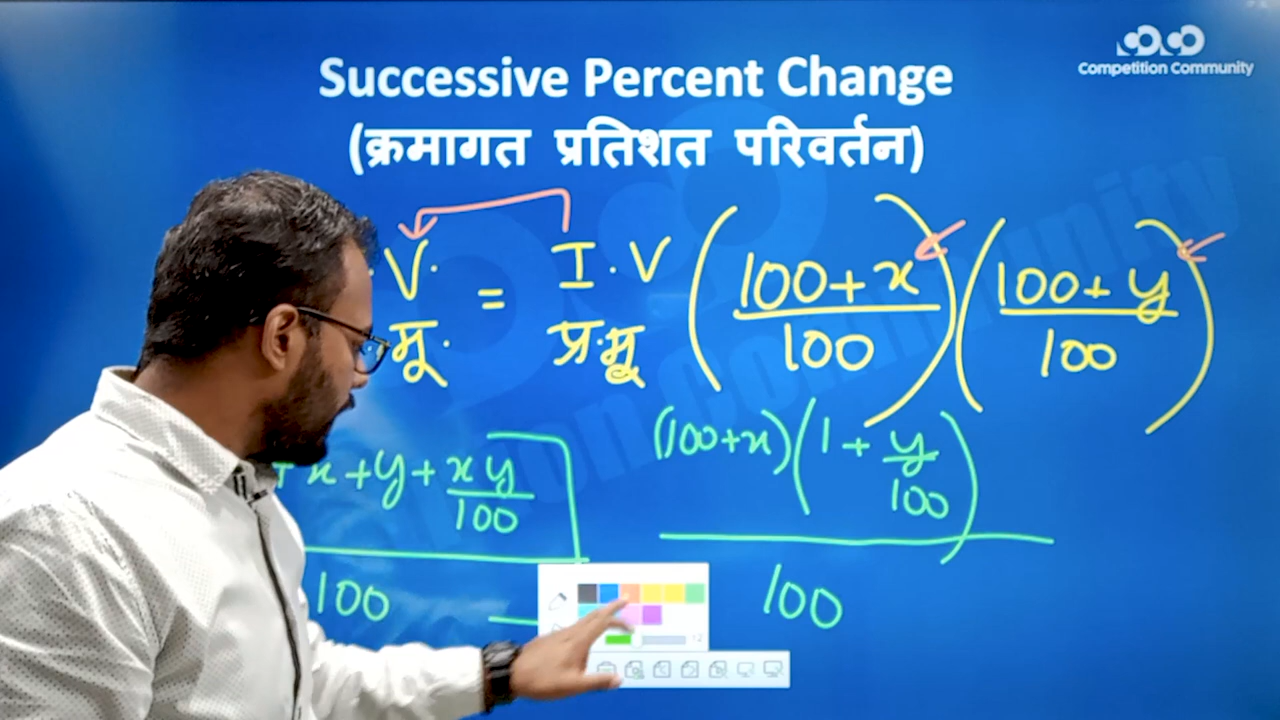 Competition Community
Successive Percent Change
(क्रमागत प्रतिशत परिवर्तन)
V. = I.V (100+x/100) (100+y/100)
मू. प्र.मू
+ x + y + xy/100
100
(100+x)(1 + y/100)
100